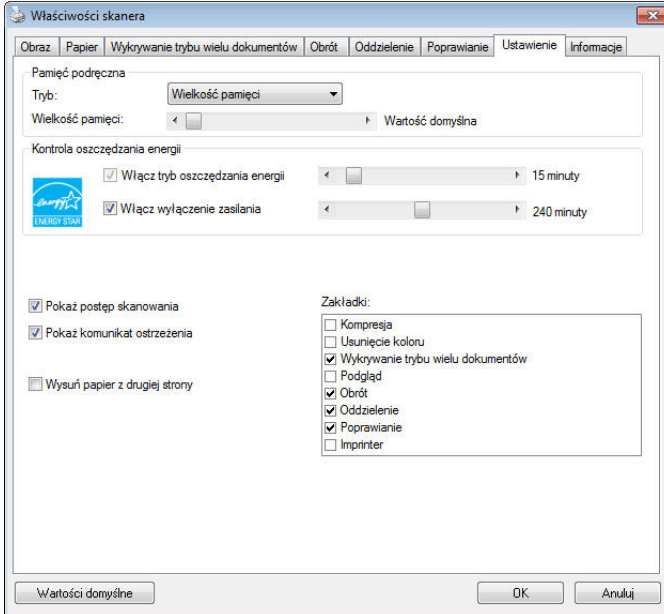 Właściwości skanera
Obraz Papier Wykrywanie trybu wielu dokumentów Obrót Oddzielenie Poprawianie Ustawienie Informacje
Pamięć podręczna
Tryb: Wielkość pamięci
Wielkość pamięci: Wartość domyślna
Kontrola oszczędzania energii
Włącz tryb oszczędzania energii 15 minuty
energy
ENERGY STAR
Włącz wyłączenie zasilania 240 minuty
Pokaż postęp skanowania
Pokaż komunikat ostrzeżenia
Wysuń papier z drugiej strony
Zakładki:
Kompresja
Usunięcie koloru
Wykrywanie trybu wielu dokumentów
Podgląd
Obrót
Oddzielenie
Poprawianie
Imprinter
Wartości domyślne OK Anuluj